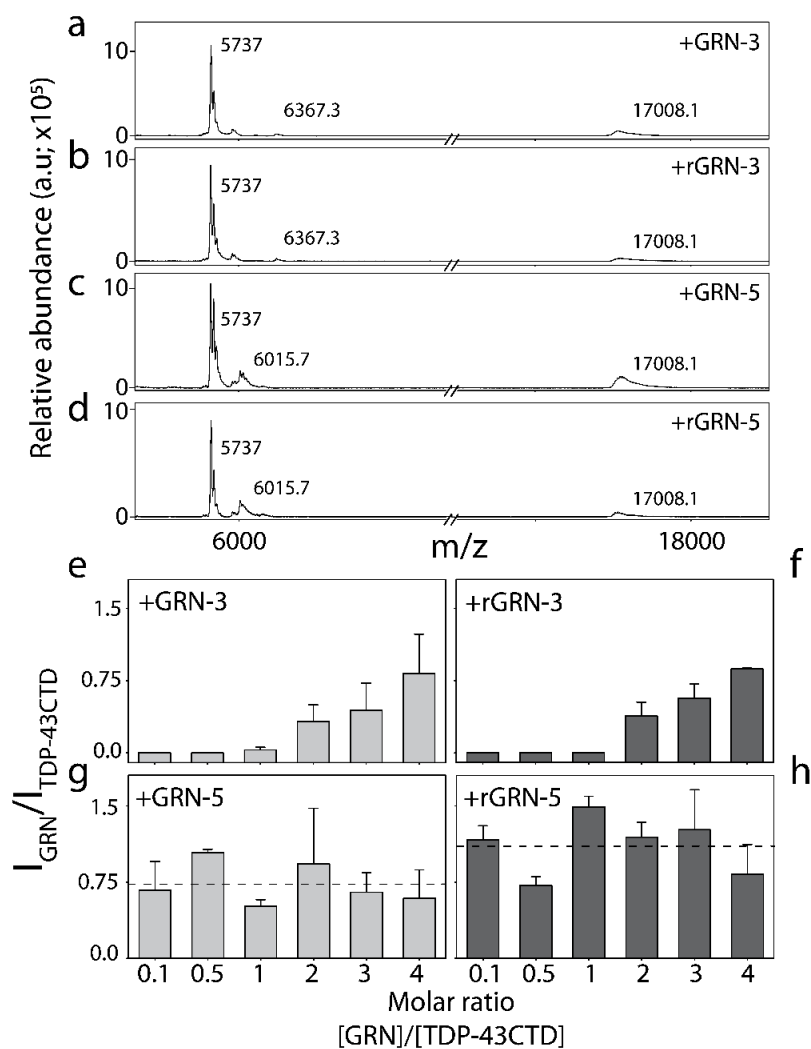 a
10
0
5737
6367.3
17008.1
+GRN-3
b
10
0
5737
6367.3
17008.1
+rGRN-3
c
10
0
5737
6015.7
17008.1
+GRN-5
d
10
0
5737
6015.7
17008.1
+rGRN-5
Relative abundance (a.u; x10⁵)
6000
m/z
18000
e
f
1.5
0.75
0.0
+GRN-3
+rGRN-3
g
h
1.5
0.75
0.0
+GRN-5
+rGRN-5
I_GRN/I_TDP-43CTD
0.1 0.5 1 2 3 4
0.1 0.5 1 2 3 4
Molar ratio
[GRN]/[TDP-43CTD]